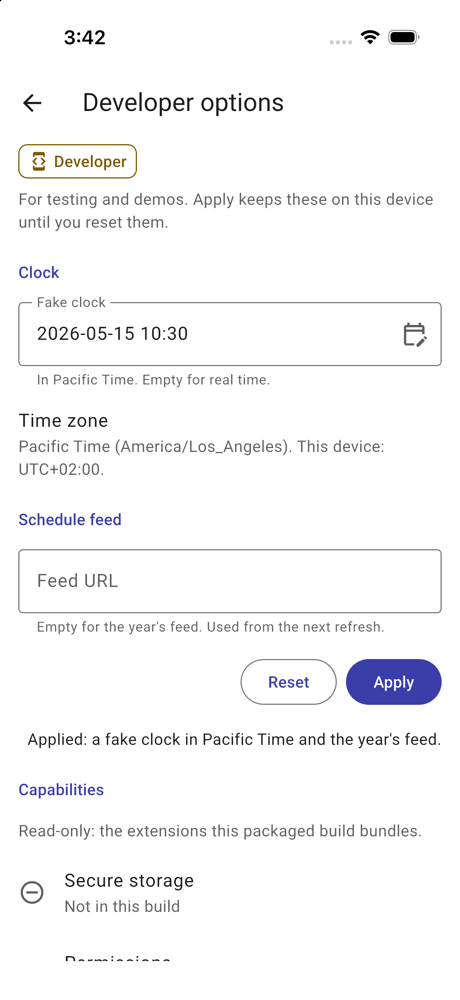 3:42
Developer options
Developer
For testing and demos. Apply keeps these on this device
until you reset them.
Clock
Fake clock
2026-05-15 10:30
In Pacific Time. Empty for real time.
Time zone
Pacific Time (America/Los_Angeles). This device:
UTC+02:00.
Schedule feed
Feed URL
Empty for the year's feed. Used from the next refresh.
Reset
Apply
Applied: a fake clock in Pacific Time and the year's feed.
Capabilities
Read-only: the extensions this packaged build bundles.
Secure storage
Not in this build